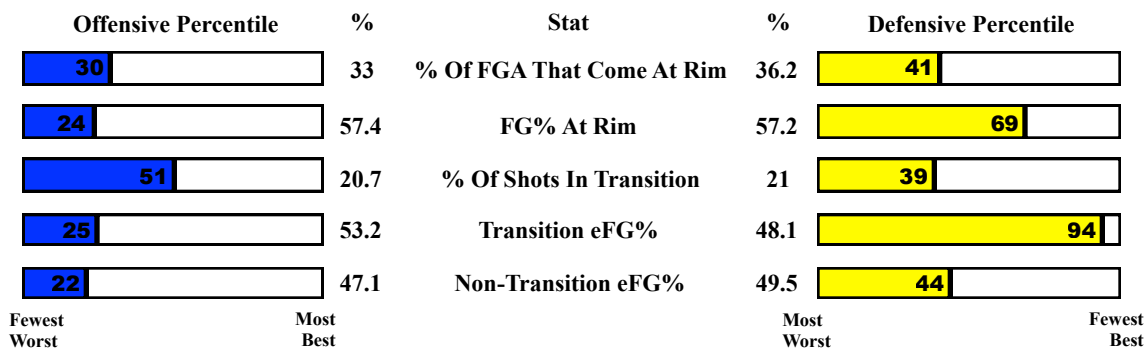 Offensive Percentile % Stat % Defensive Percentile
30 33 % Of FGA That Come At Rim 36.2 41
24 57.4 FG% At Rim 57.2 69
51 20.7 % Of Shots In Transition 21 39
25 53.2 Transition eFG% 48.1 94
22 47.1 Non-Transition eFG% 49.5 44
Fewest Most Most Fewest
Worst Best Worst Best